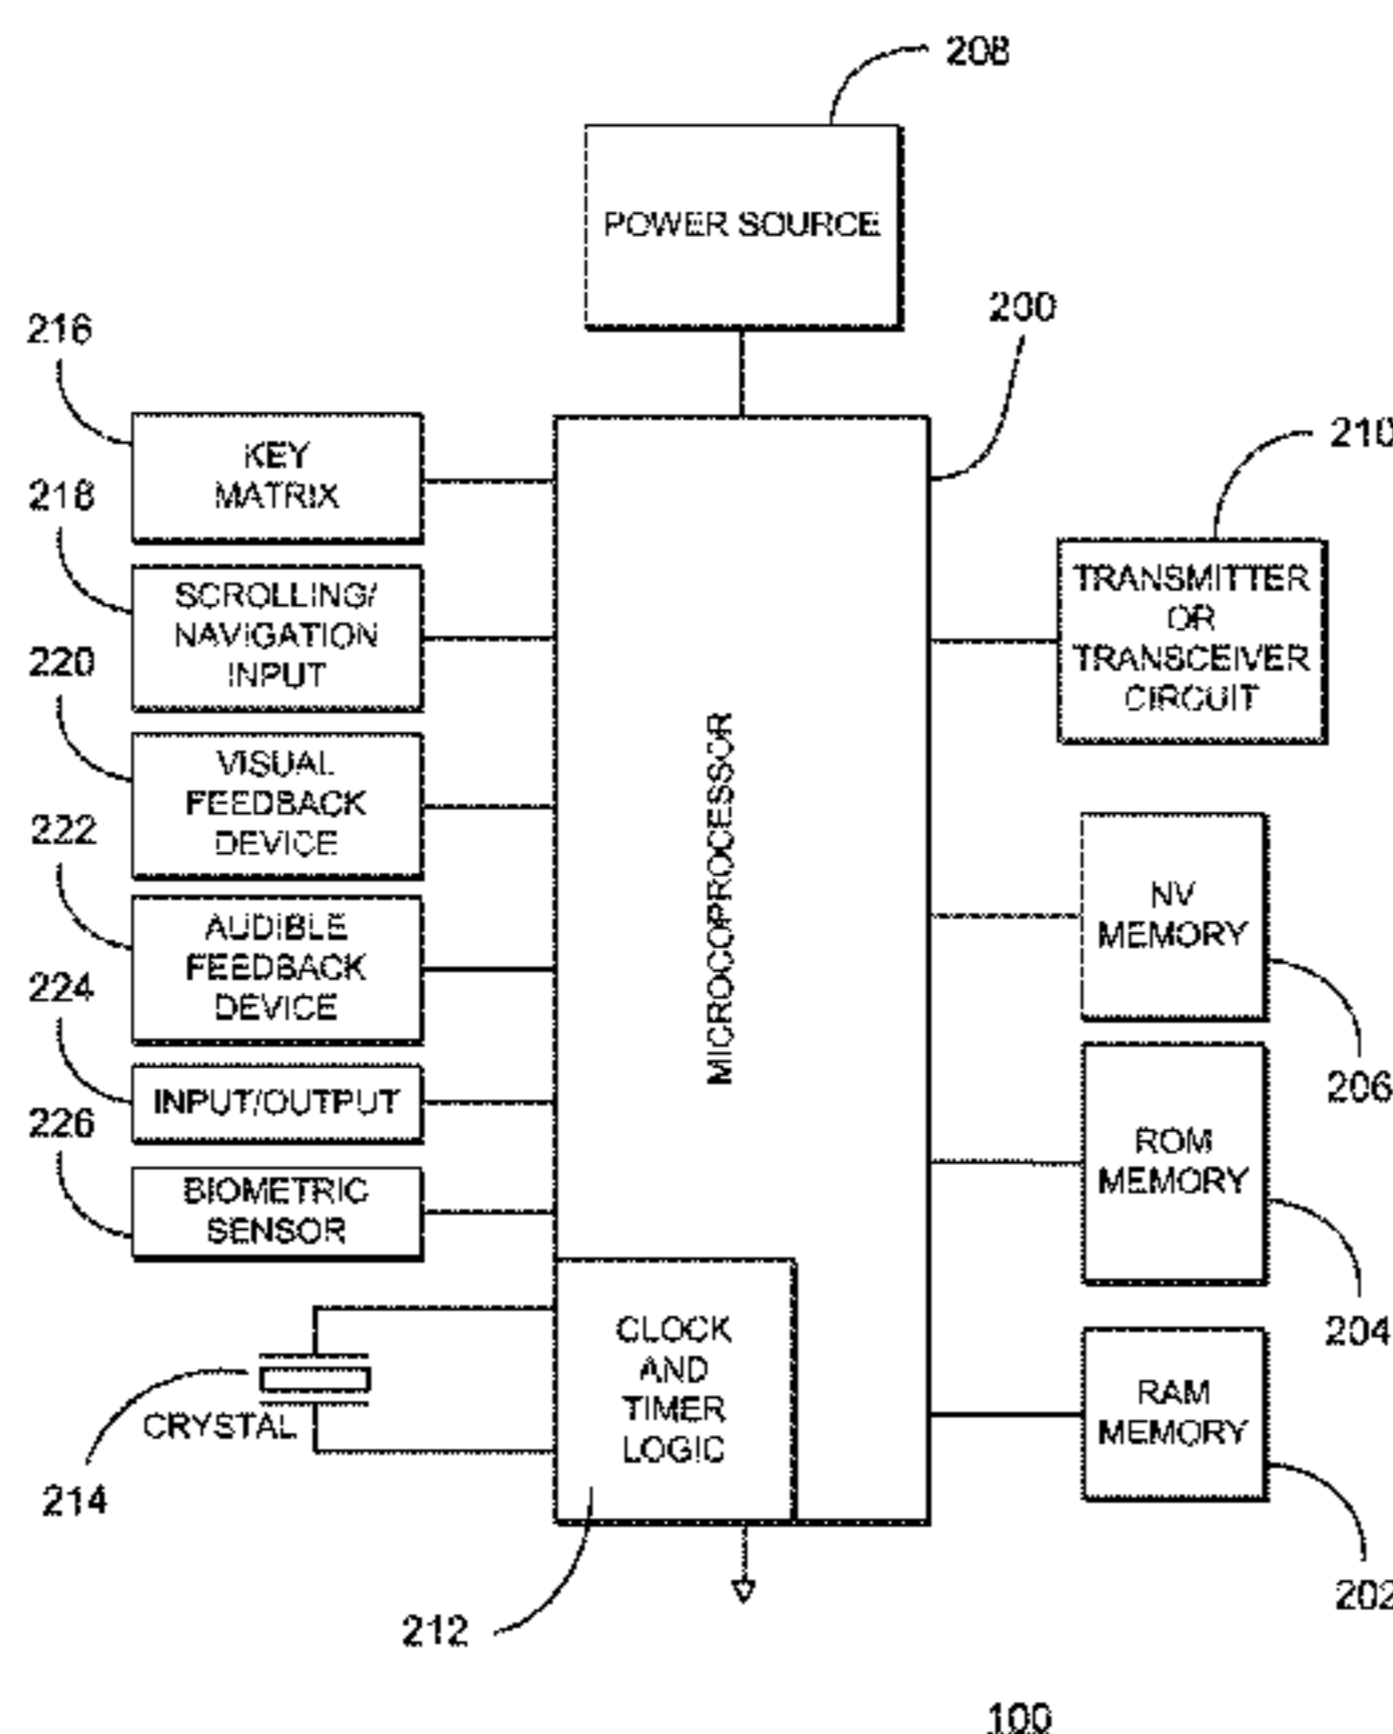 208
POWER SOURCE
200
216
KEY
MATRIX
210
218
SCROLLING/
NAVIGATION
INPUT
TRANSMITTER
OR
TRANSCEIVER
CIRCUIT
220
VISUAL
FEEDBACK
DEVICE
MICROCOPROCESSOR
222
AUDIBLE
FEEDBACK
DEVICE
NV
MEMORY
224
INPUT/OUTPUT
206
226
BIOMETRIC
SENSOR
ROM
MEMORY
204
CLOCK
AND
TIMER
LOGIC
CRYSTAL
214
RAM
MEMORY
202
212
100